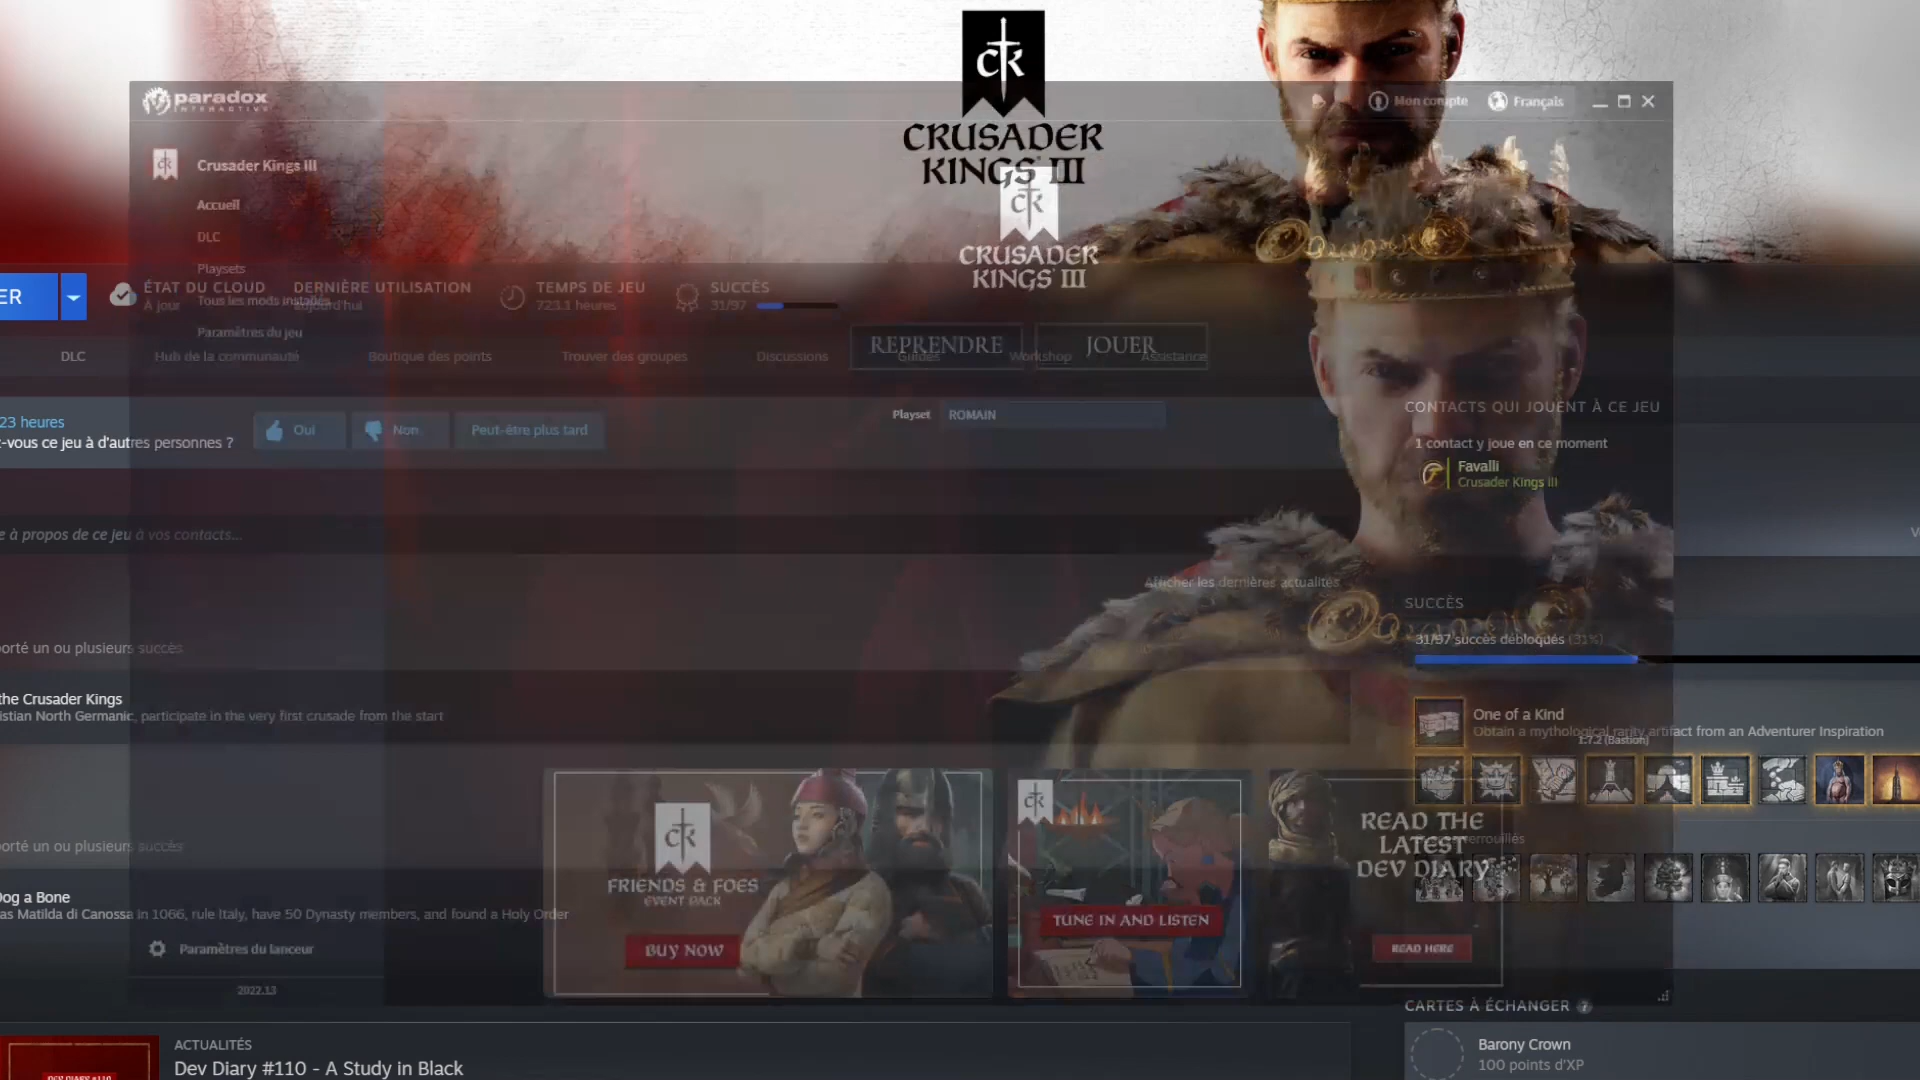 CRUSADER
KINGS III
paradox
INTERACTIVE
Mon compte
Français
Crusader Kings III
Accueil
DLC
Playsets
Tous les mods installés
Paramètres du jeu
CRUSADER
KINGS III
ER
ÉTAT DU CLOUD
À jour
DERNIÈRE UTILISATION
aujourd'hui
TEMPS DE JEU
723.1 heures
SUCCÈS
31/97
REPRENDRE
JOUER
DLC
Hub de la communauté
Boutique des points
Trouver des groupes
Discussions
Guides
Workshop
Assistance
Playset
ROMAIN
23 heures
-vous ce jeu à d'autres personnes ?
Oui
Non
Peut-être plus tard
CONTACTS QUI JOUENT À CE JEU
1 contact y joue en ce moment
Favalli
Crusader Kings III
e à propos de ce jeu à vos contacts...
Afficher les dernières actualités
SUCCÈS
31/97 succès débloqués (31%)
orté un ou plusieurs succès
the Crusader Kings
istian North Germanic, participate in the very first crusade from the start
One of a Kind
Obtain a mythological rarity artifact from an Adventurer Inspiration
1.7.2 (Bastion)
orté un ou plusieurs succès
Dog a Bone
as Matilda di Canossa in 1066, rule Italy, have 50 Dynasty members, and found a Holy Order
FRIENDS & FOES
EVENT PACK
BUY NOW
TUNE IN AND LISTEN
READ THE
LATEST
DEV DIARY
READ HERE
verrouillés
Paramètres du lanceur
2022.13
CARTES À ÉCHANGER
Barony Crown
100 points d'XP
ACTUALITÉS
Dev Diary #110 - A Study in Black
DEV DIARY #110